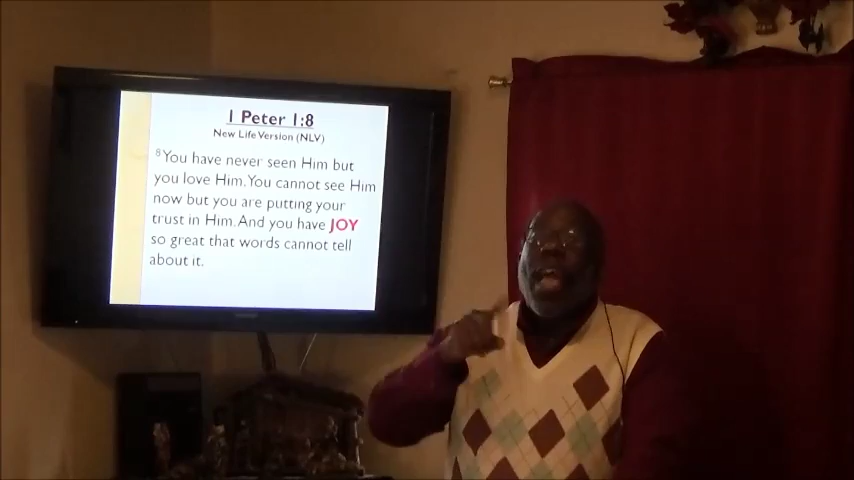 1 Peter 1:8
New Life Version (NLV)
8You have never seen Him but
you love Him. You cannot see Him
now but you are putting your
trust in Him. And you have JOY
so great that words cannot tell
about it.